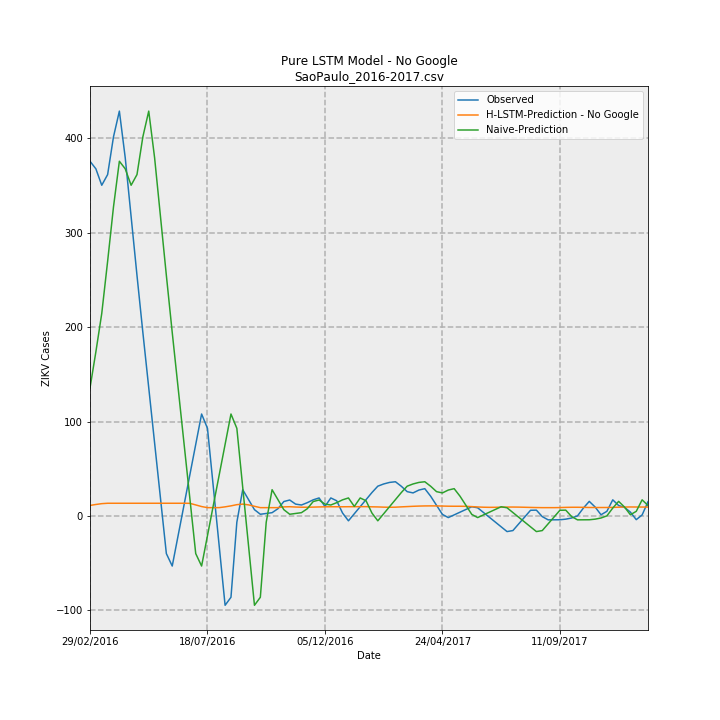 Pure LSTM Model - No Google
SaoPaulo_2016-2017.csv
Observed
H-LSTM-Prediction - No Google
Naive-Prediction
ZIKV Cases
400
300
200
100
0
−100
29/02/2016
18/07/2016
05/12/2016
24/04/2017
11/09/2017
Date